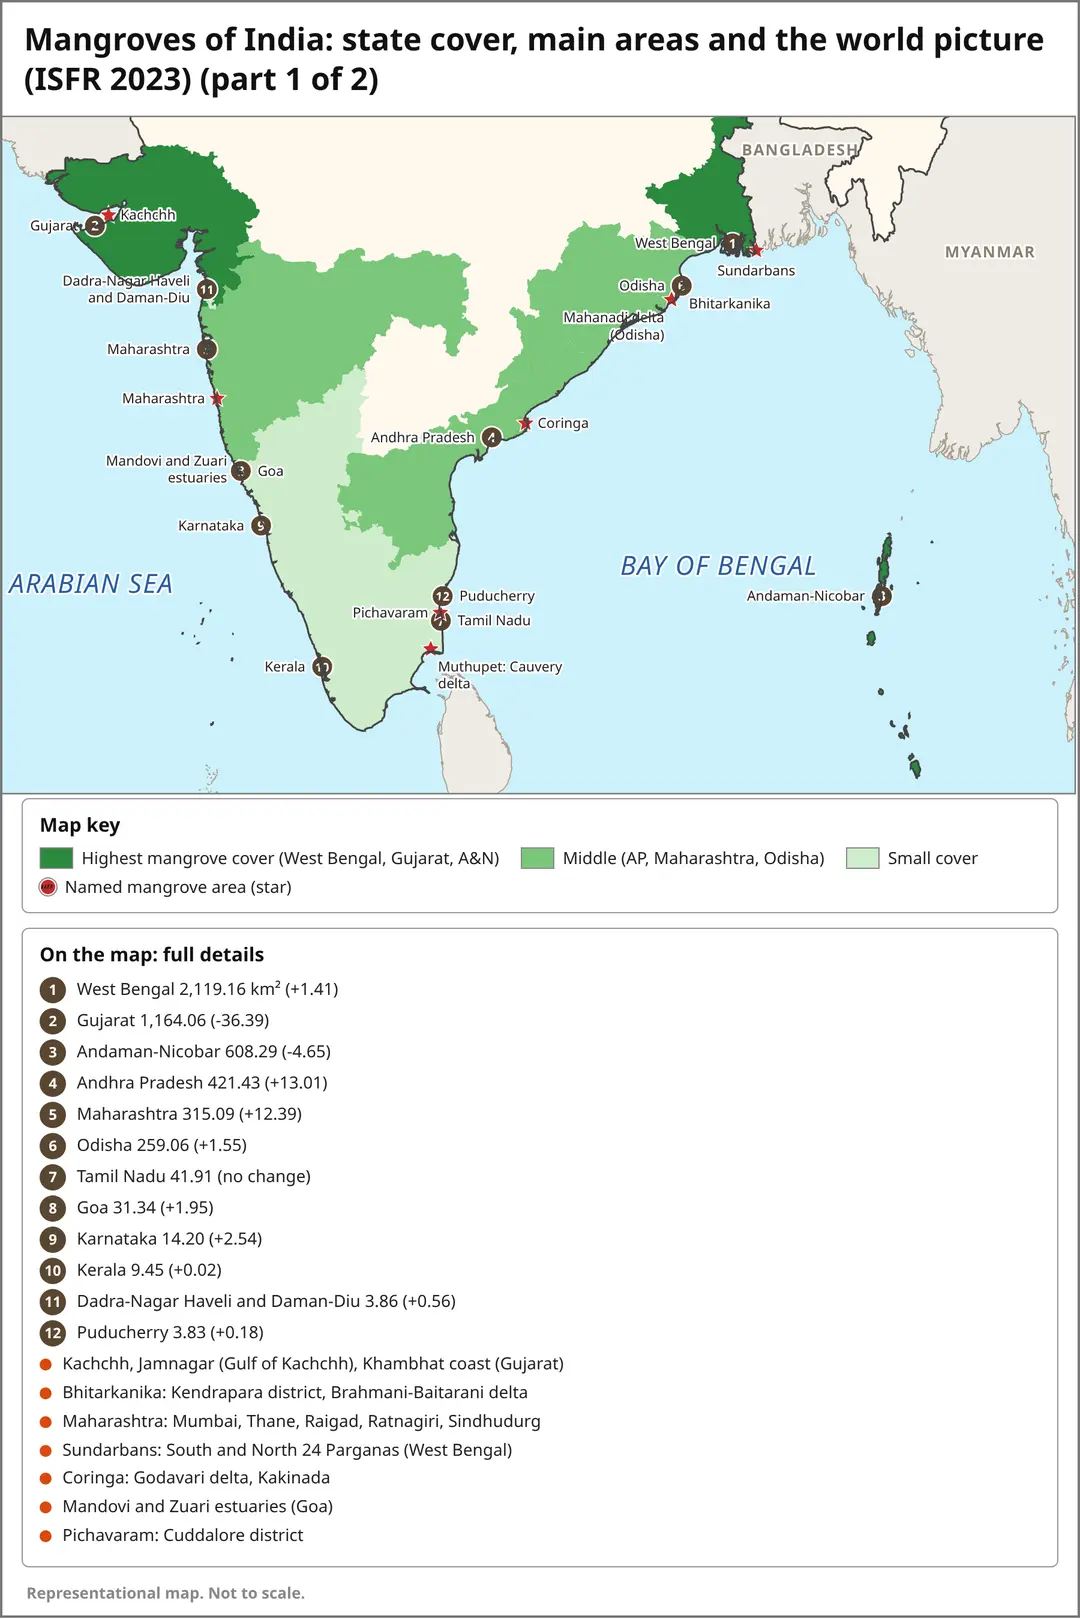 Mangroves of India: state cover, main areas and the world picture
(ISFR 2023) (part 1 of 2)
BANGLADESH
MYANMAR
Kachchh
Gujarat
2
West Bengal
1
Sundarbans
Dadra-Nagar Haveli
and Daman-Diu
11
Odisha
6
Bhitarkanika
Mahanadi delta
(Odisha)
Maharashtra
Maharashtra
Coringa
Andhra Pradesh
4
Mandovi and Zuari
estuaries
Goa
Karnataka
9
ARABIAN SEA
BAY OF BENGAL
12
Puducherry
Andaman-Nicobar
3
Pichavaram
7
Tamil Nadu
Kerala
10
Muthupet: Cauvery
delta
Map key
Highest mangrove cover (West Bengal, Gujarat, A&N)
Middle (AP, Maharashtra, Odisha)
Small cover
Named mangrove area (star)
On the map: full details
1 West Bengal 2,119.16 km² (+1.41)
2 Gujarat 1,164.06 (-36.39)
3 Andaman-Nicobar 608.29 (-4.65)
4 Andhra Pradesh 421.43 (+13.01)
5 Maharashtra 315.09 (+12.39)
6 Odisha 259.06 (+1.55)
7 Tamil Nadu 41.91 (no change)
8 Goa 31.34 (+1.95)
9 Karnataka 14.20 (+2.54)
10 Kerala 9.45 (+0.02)
11 Dadra-Nagar Haveli and Daman-Diu 3.86 (+0.56)
12 Puducherry 3.83 (+0.18)
Kachchh, Jamnagar (Gulf of Kachchh), Khambhat coast (Gujarat)
Bhitarkanika: Kendrapara district, Brahmani-Baitarani delta
Maharashtra: Mumbai, Thane, Raigad, Ratnagiri, Sindhudurg
Sundarbans: South and North 24 Parganas (West Bengal)
Coringa: Godavari delta, Kakinada
Mandovi and Zuari estuaries (Goa)
Pichavaram: Cuddalore district
Representational map. Not to scale.